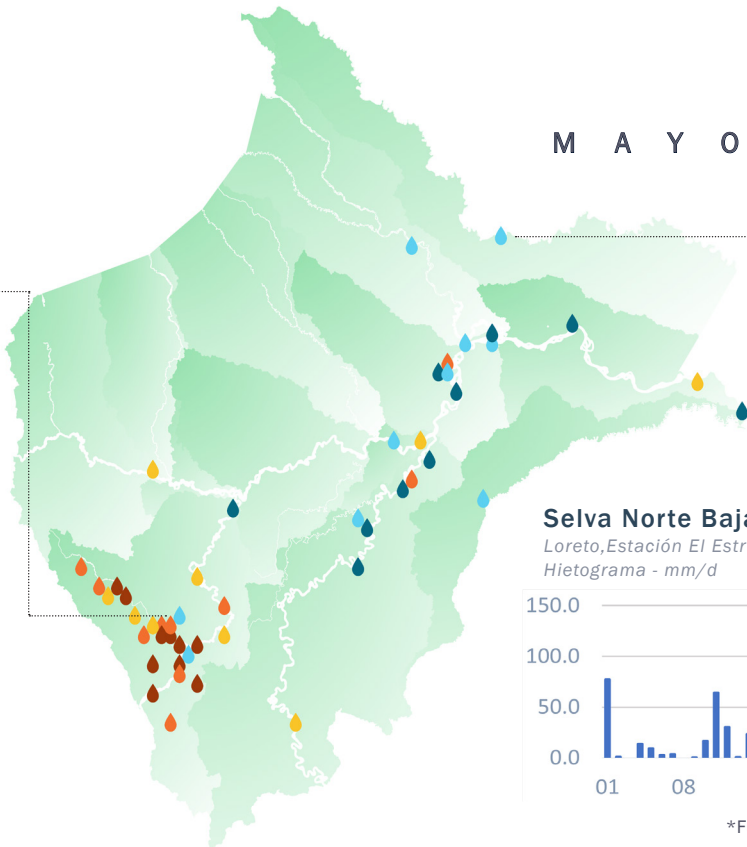 M A Y O
Selva Norte Baja
Loreto,Estación El Estr
Hietograma - mm/d
150.0
100.0
50.0
0.0
01 08
*F